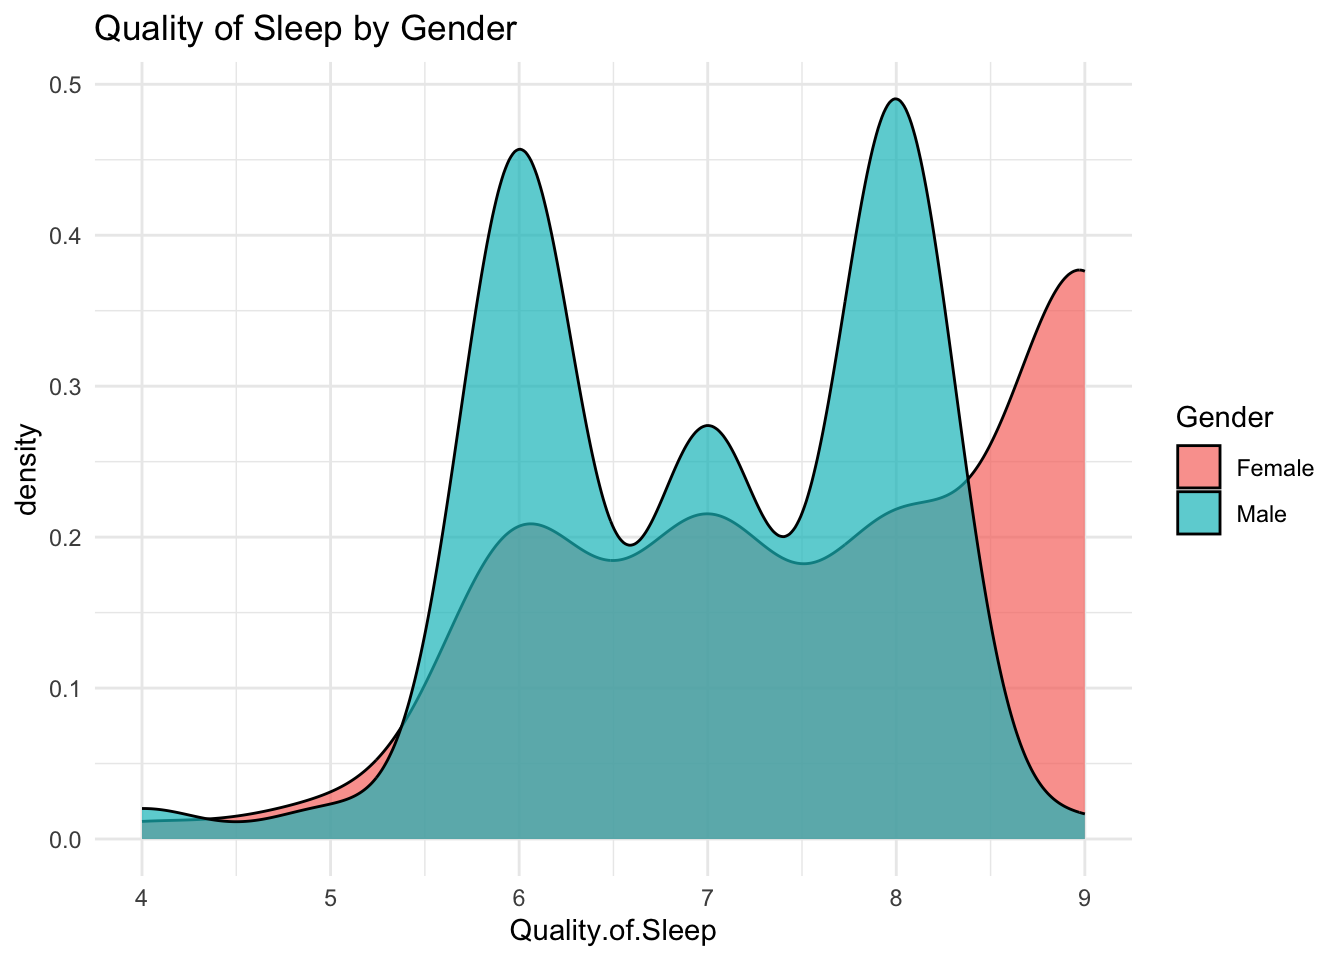 Quality of Sleep by Gender
0.5
0.4
0.3
0.2
0.1
0.0
density
4 5 6 7 8 9
Quality.of.Sleep
Gender
Female
Male